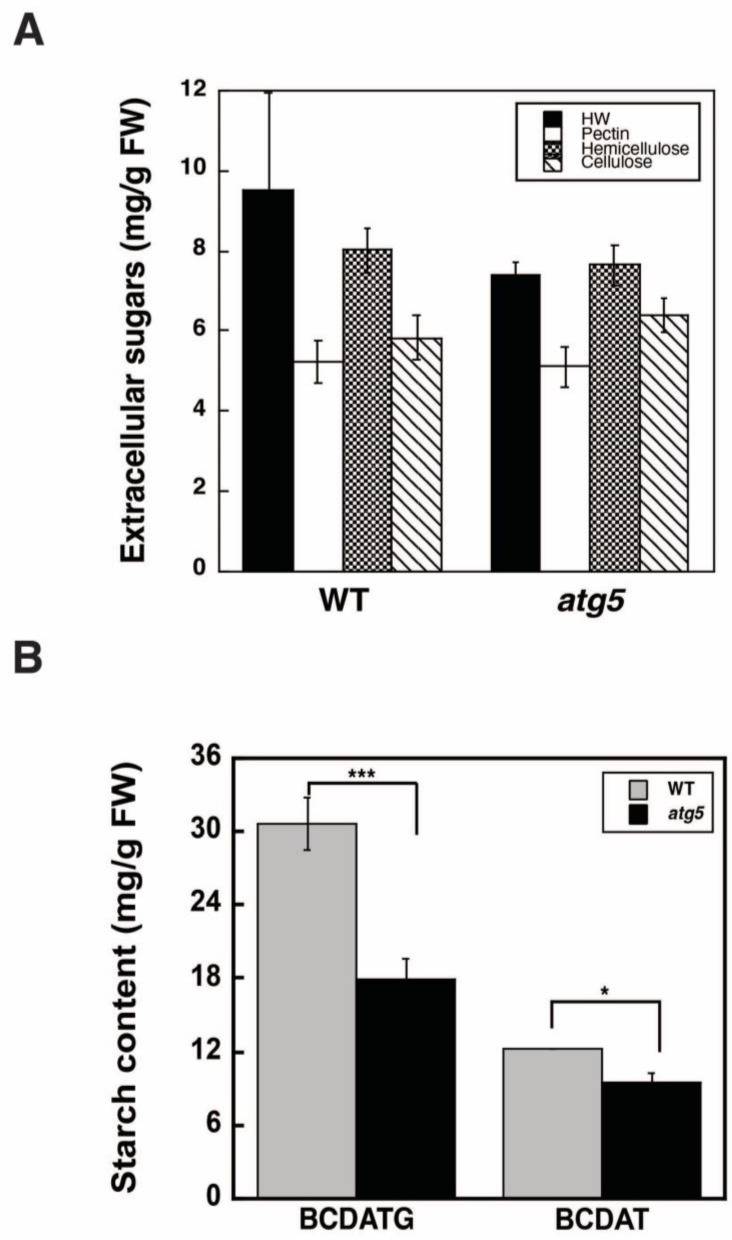 A
Extracellular sugars (mg/g FW)
12
10
8
6
4
2
0
HW
Pectin
Hemicellulose
Cellulose
WT
atg5
B
Starch content (mg/g FW)
36
30
24
18
12
6
0
***
*
WT
atg5
BCDATG
BCDAT